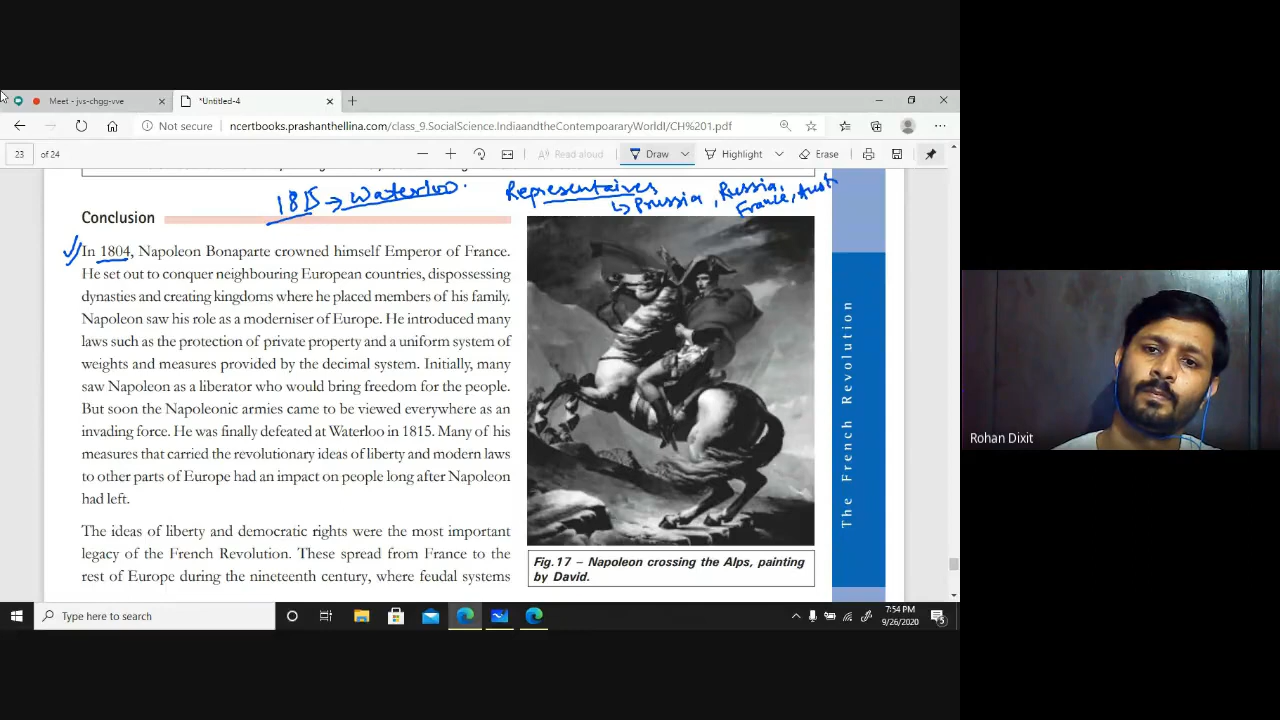 Meet - jvs-chgg-vve
*Untitled-4
Not secure
ncertbooks.prashanthellina.com/class_9.SocialScience.IndiaandtheContempoararyWorldI/CH%201.pdf
23 of 24
Read aloud
Draw
Highlight
Erase
1815 → Waterloo.
Representaives
↳ Prussia, Russia,
France, Aust
Conclusion
In 1804, Napoleon Bonaparte crowned himself Emperor of France.
He set out to conquer neighbouring European countries, dispossessing
dynasties and creating kingdoms where he placed members of his family.
Napoleon saw his role as a moderniser of Europe. He introduced many
laws such as the protection of private property and a uniform system of
weights and measures provided by the decimal system. Initially, many
saw Napoleon as a liberator who would bring freedom for the people.
But soon the Napoleonic armies came to be viewed everywhere as an
invading force. He was finally defeated at Waterloo in 1815. Many of his
measures that carried the revolutionary ideas of liberty and modern laws
to other parts of Europe had an impact on people long after Napoleon
had left.
The ideas of liberty and democratic rights were the most important
legacy of the French Revolution. These spread from France to the
rest of Europe during the nineteenth century, where feudal systems
Fig.17 – Napoleon crossing the Alps, painting
by David.
The French Revolution
Rohan Dixit
Type here to search
7:54 PM
9/26/2020
5